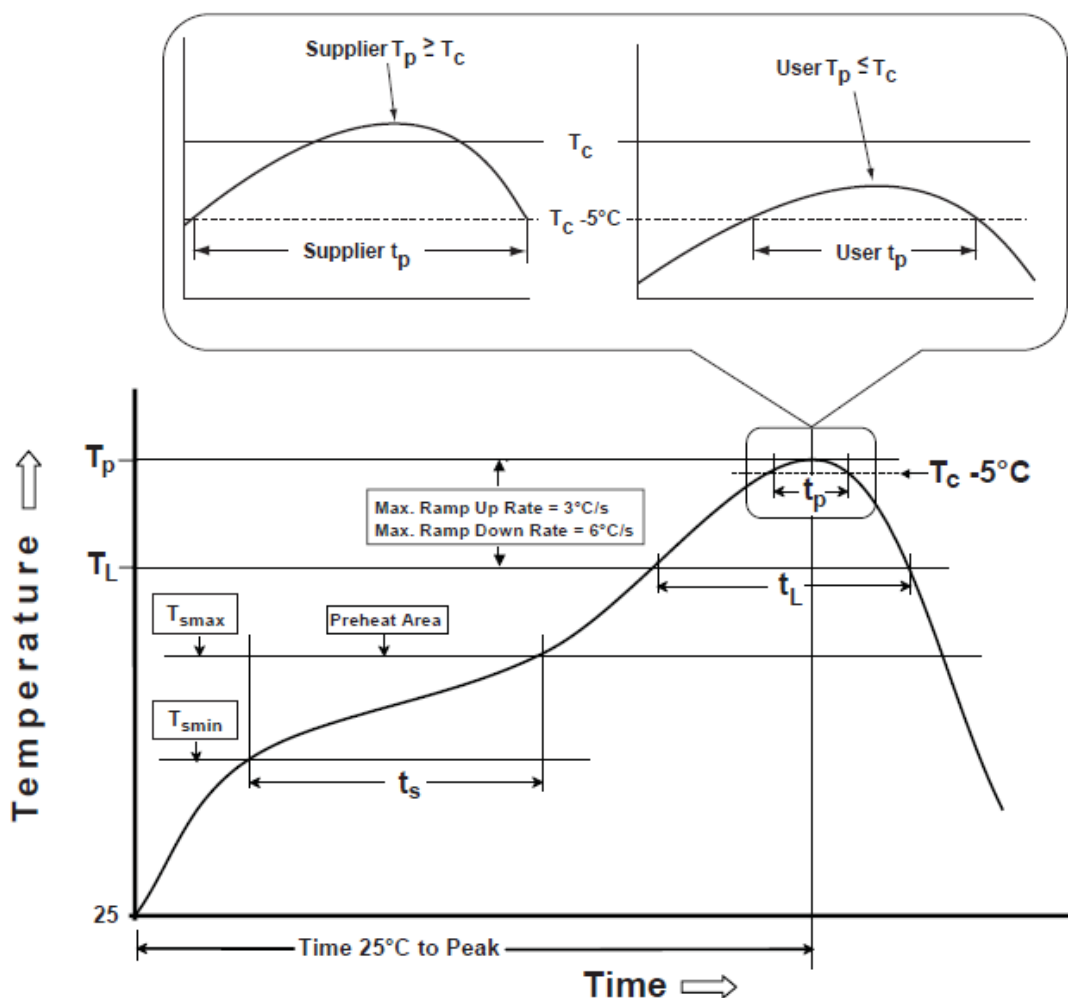 Supplier Tp ≥ Tc
User Tp ≤ Tc
Tc
Tc -5°C
Supplier tp
User tp
Tp
Tc -5°C
tp
Max. Ramp Up Rate = 3°C/s
Max. Ramp Down Rate = 6°C/s
TL
tL
Tsmax
Preheat Area
Tsmin
ts
Temperature
25
Time 25°C to Peak
Time